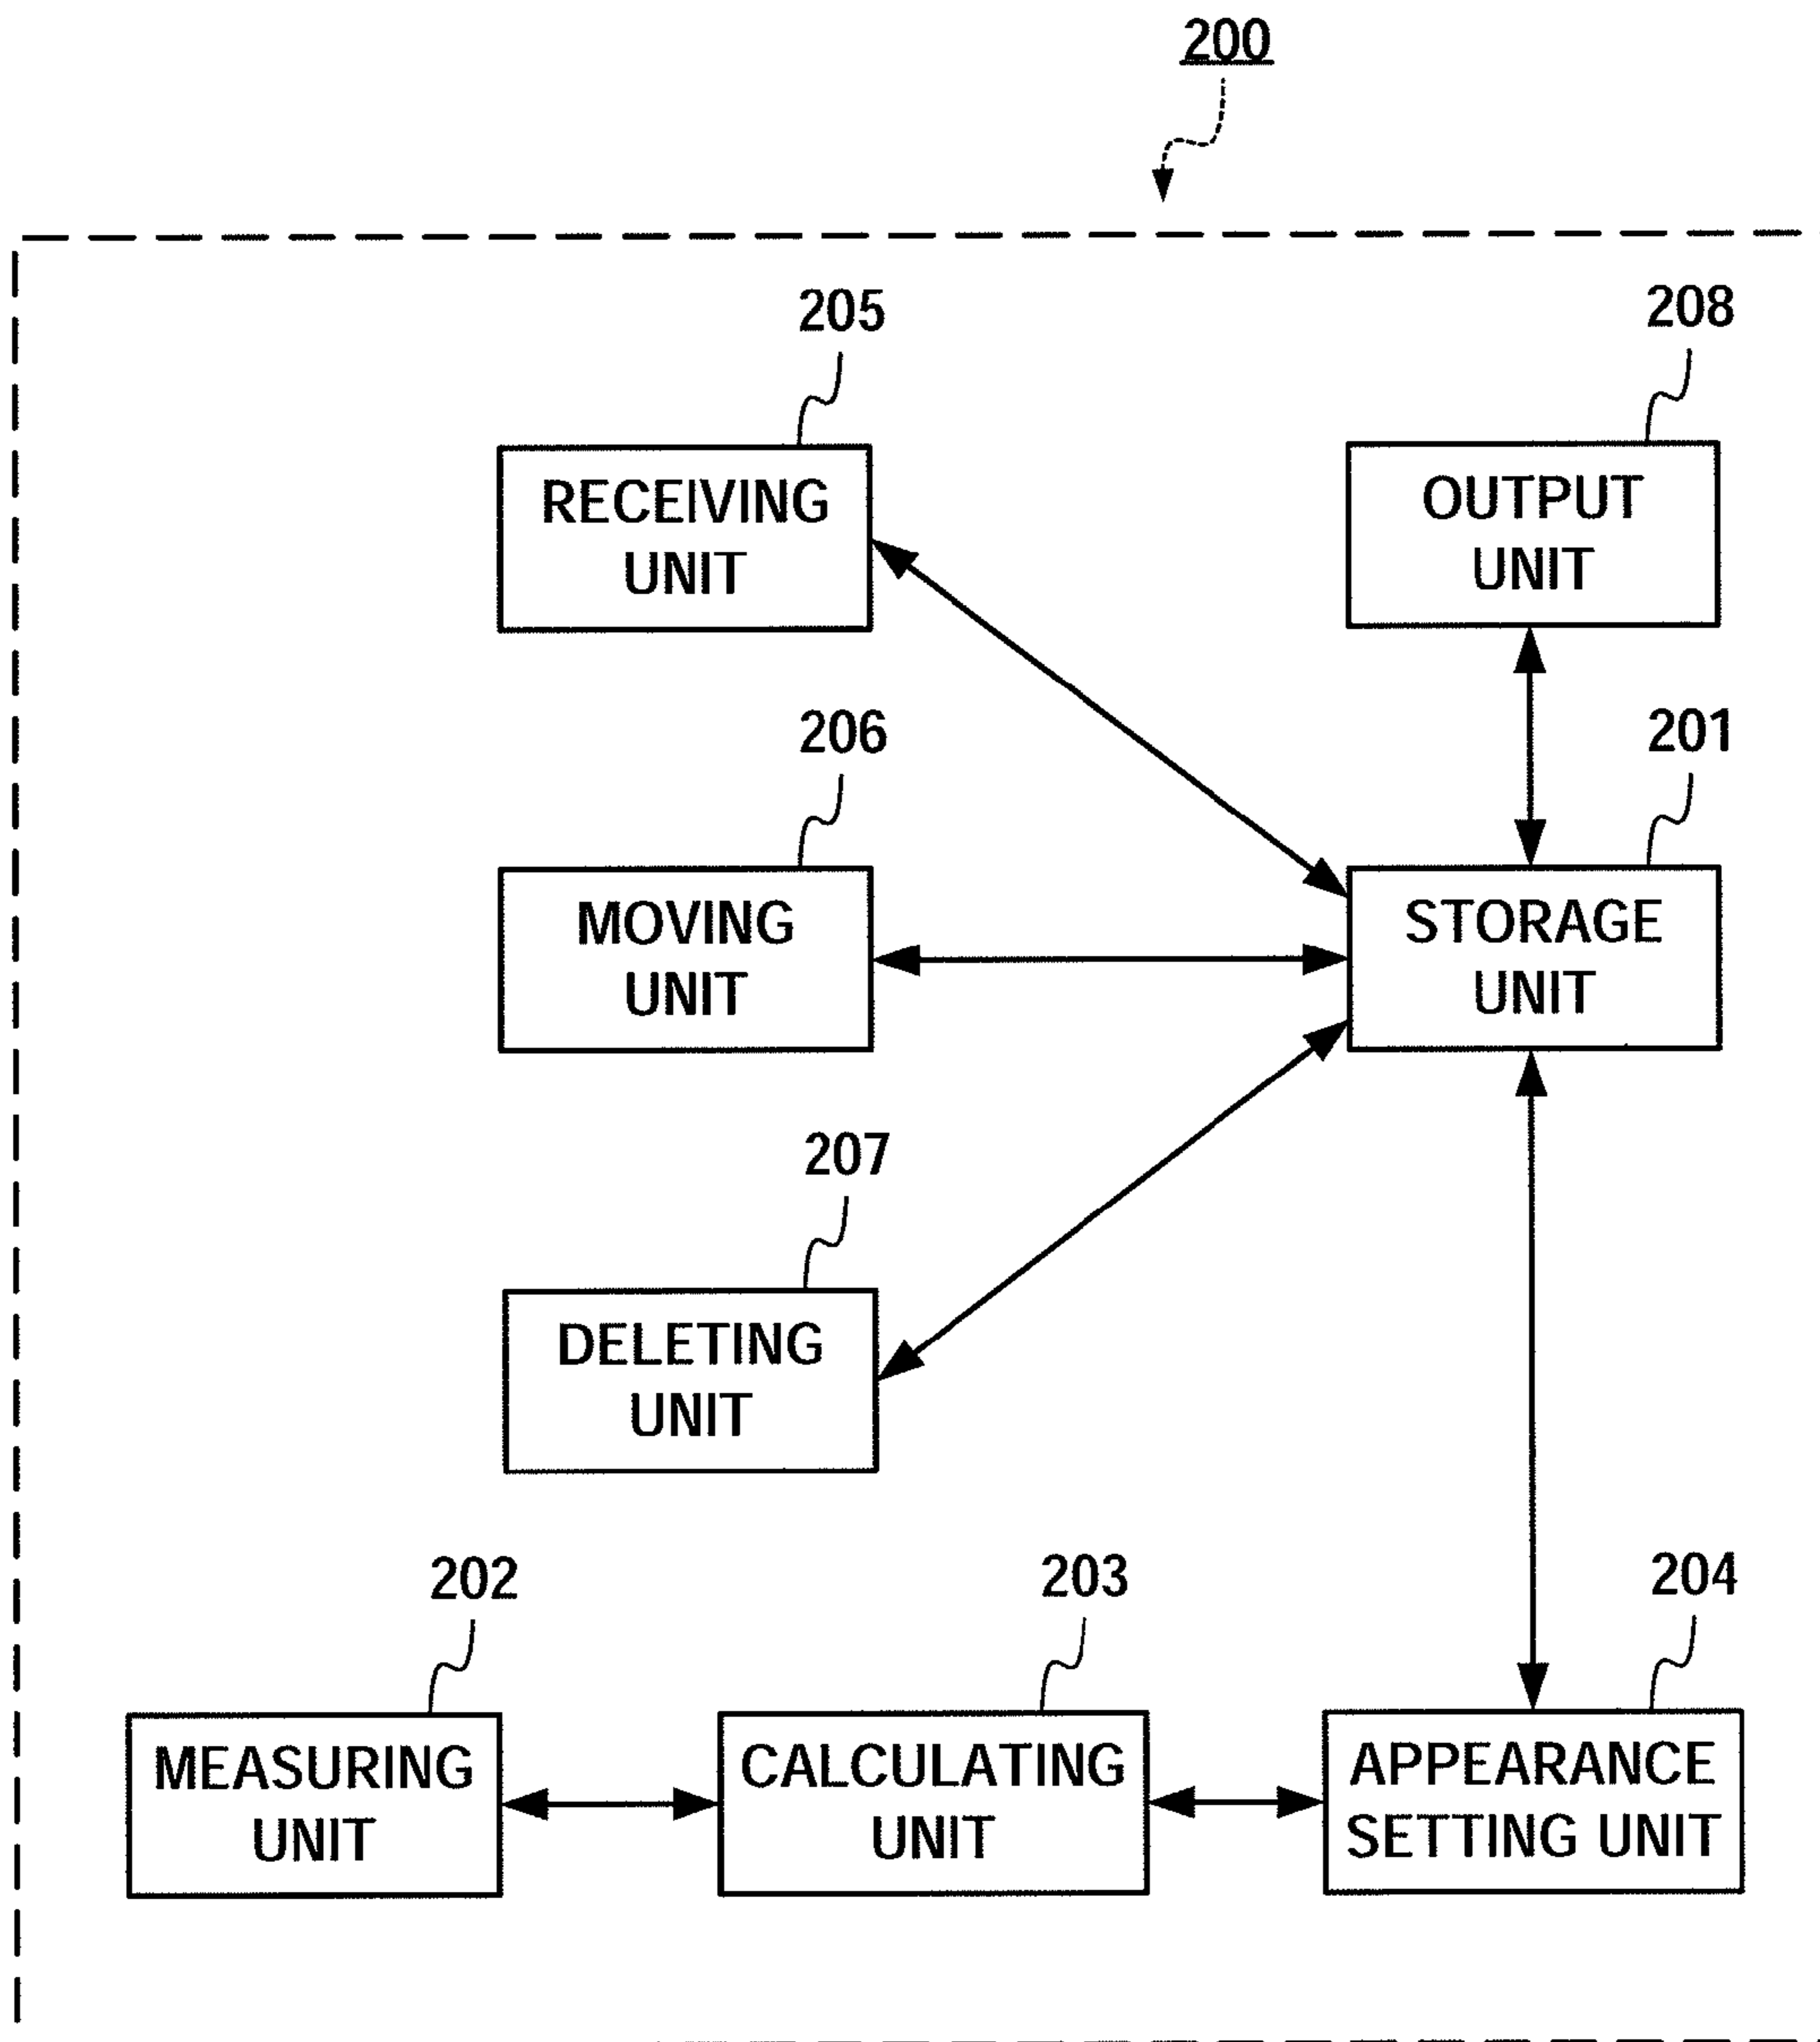 200
205
208
RECEIVING
UNIT
OUTPUT
UNIT
206
201
MOVING
UNIT
STORAGE
UNIT
207
DELETING
UNIT
202
203
204
MEASURING
UNIT
CALCULATING
UNIT
APPEARANCE
SETTING UNIT